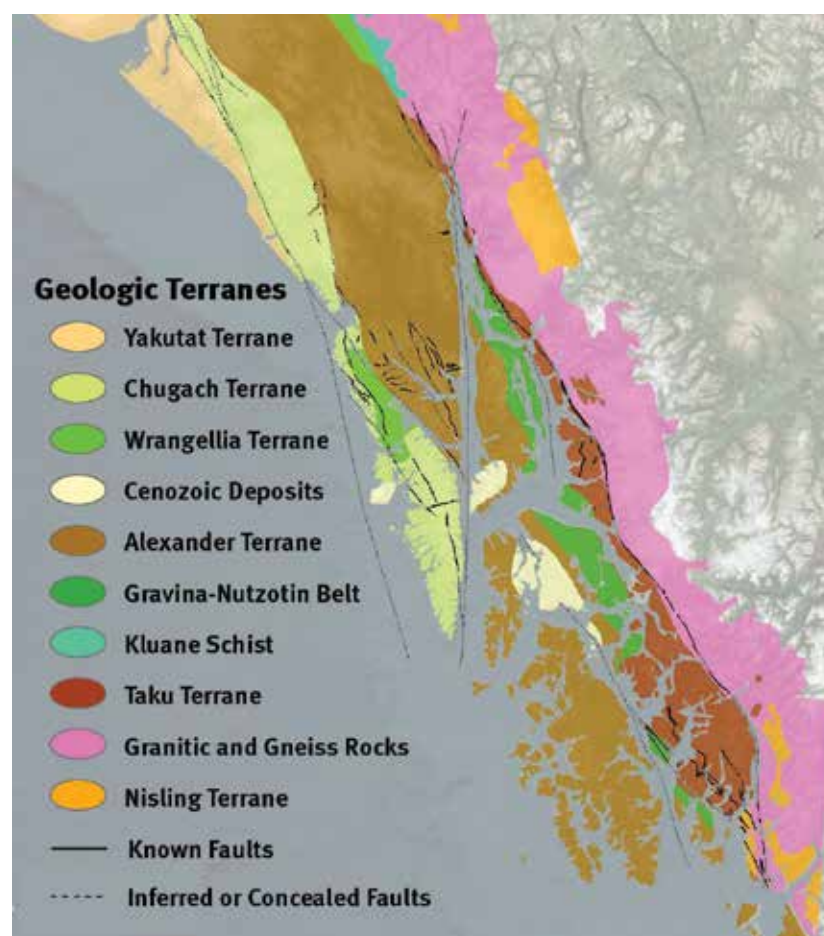 Geologic Terranes
Yakutat Terrane
Chugach Terrane
Wrangellia Terrane
Cenozoic Deposits
Alexander Terrane
Gravina-Nutzotin Belt
Kluane Schist
Taku Terrane
Granitic and Gneiss Rocks
Nisling Terrane
Known Faults
Inferred or Concealed Faults